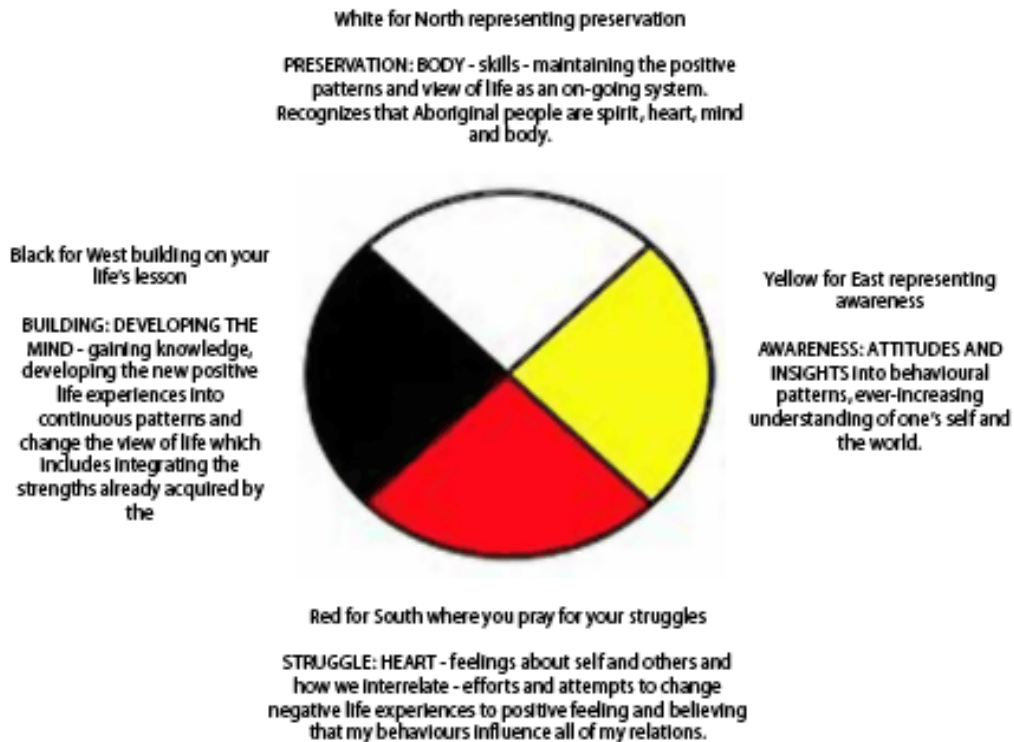 White for North representing preservation
PRESERVATION: BODY - skills - maintaining the positive
patterns and view of life as an on-going system.
Recognizes that Aboriginal people are spirit, heart, mind
and body.
Black for West building on your
life's lesson
BUILDING: DEVELOPING THE
MIND - gaining knowledge,
developing the new positive
life experiences into
continuous patterns and
change the view of life which
includes integrating the
strengths already acquired by
the
Yellow for East representing
awareness
AWARENESS: ATTITUDES AND
INSIGHTS into behavioural
patterns, ever-increasing
understanding of one's self and
the world.
Red for South where you pray for your struggles
STRUGGLE: HEART - feelings about self and others and
how we interrelate - efforts and attempts to change
negative life experiences to positive feeling and believing
that my behaviours influence all of my relations.